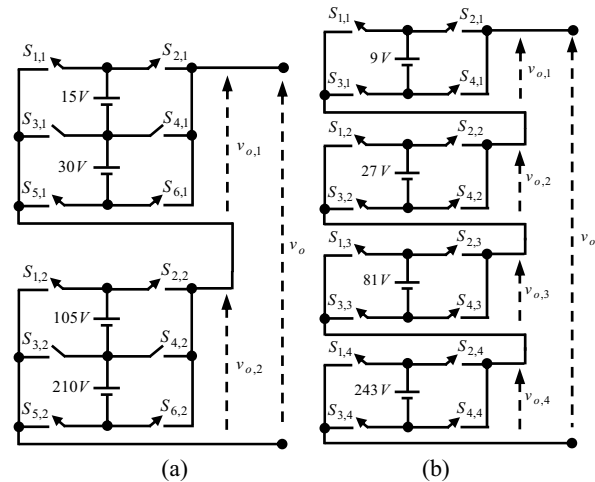 S1,1 S2,1
15V
S3,1 S4,1
30V
S5,1 S6,1
vo,1
S1,2 S2,2
105V
S3,2 S4,2
210V
S5,2 S6,2
vo,2
vo
(a)
S1,1 S2,1
9V
S3,1 S4,1
vo,1
S1,2 S2,2
27V
S3,2 S4,2
vo,2
S1,3 S2,3
81V
S3,3 S4,3
vo,3
S1,4 S2,4
243V
S3,4 S4,4
vo,4
vo
(b)